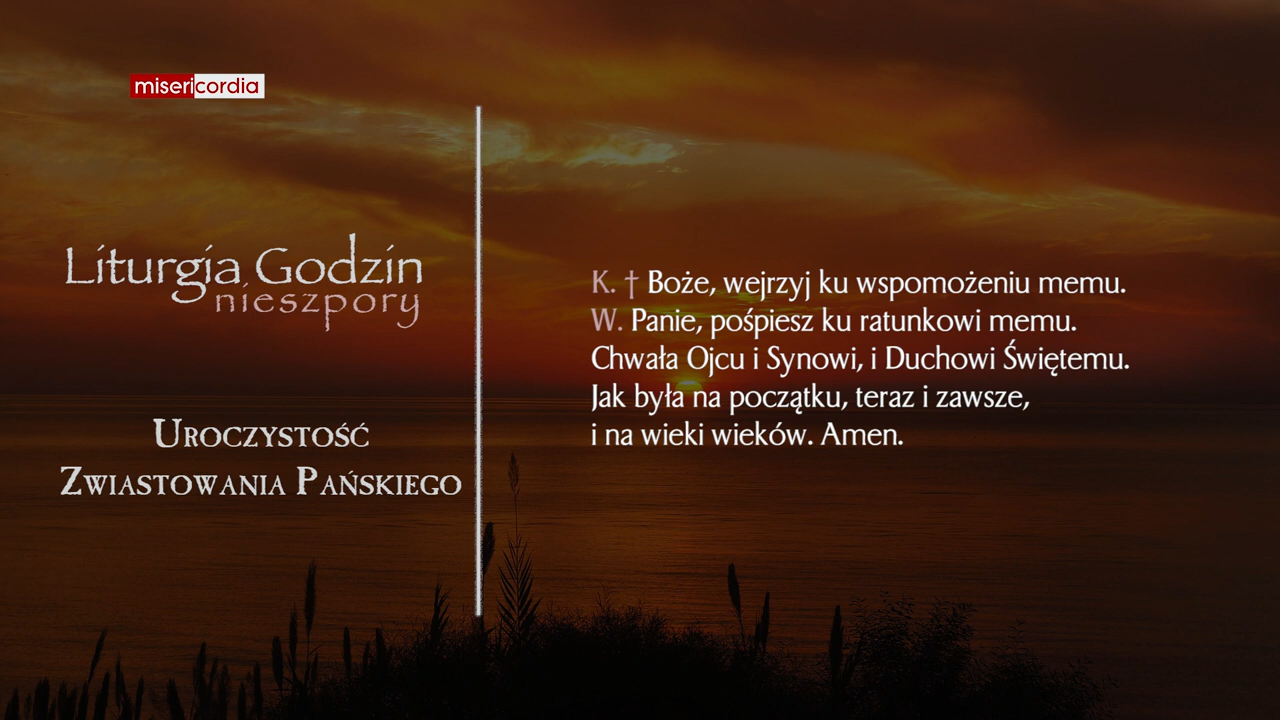 misericordia
Liturgia Godzin
nieszpory
Uroczystość
Zwiastowania Pańskiego
K. † Boże, wejrzyj ku wspomożeniu memu.
W. Panie, pośpiesz ku ratunkowi memu.
Chwała Ojcu i Synowi, i Duchowi Świętemu.
Jak była na początku, teraz i zawsze,
i na wieki wieków. Amen.